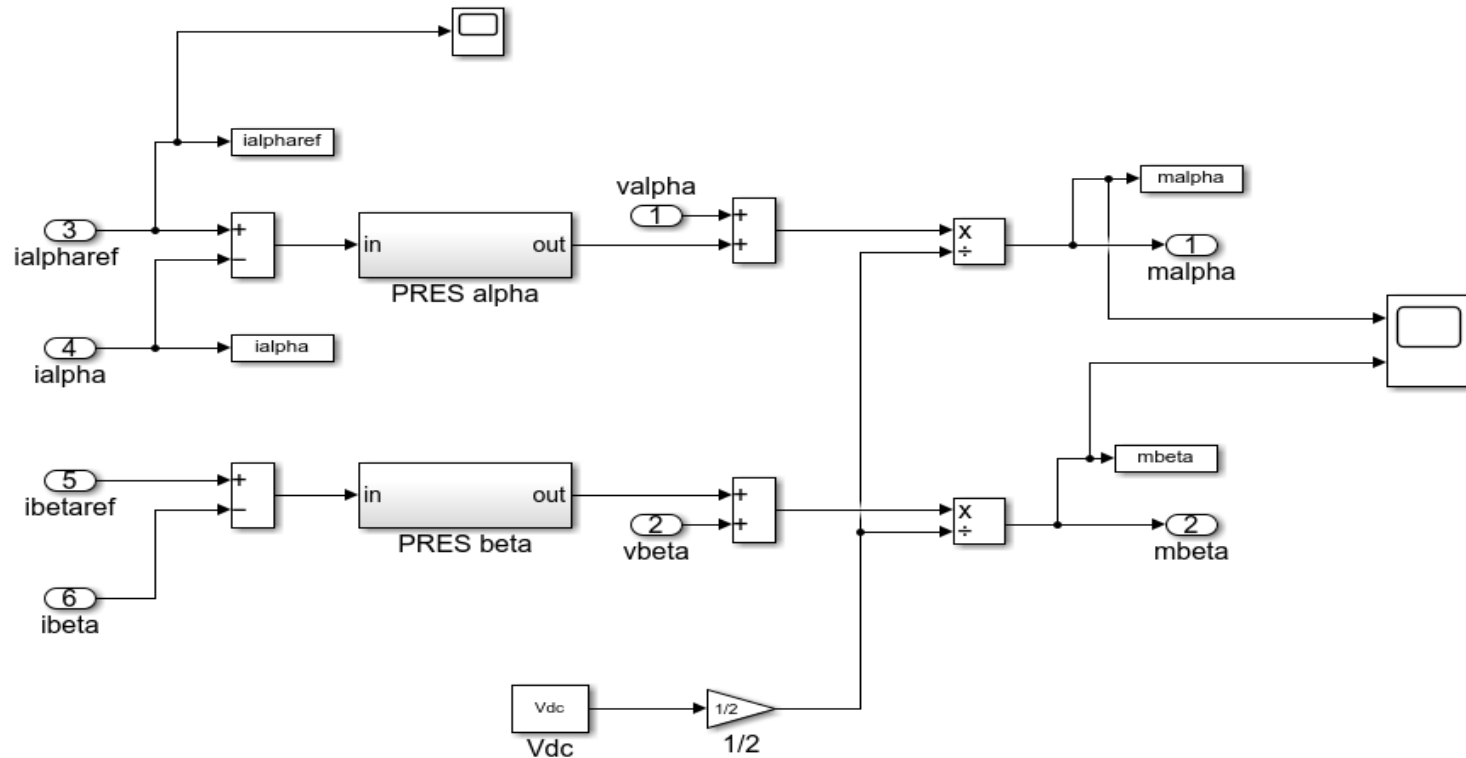 ialpharef
valpha
malpha
3
+
−
in
out
1
+
+
x
÷
1
ialpharef
PRES alpha
malpha
4
ialpha
ialpha
5
+
−
in
out
+
+
x
÷
mbeta
ibetaref
PRES beta
2
vbeta
2
mbeta
6
ibeta
Vdc
1/2
Vdc
1/2